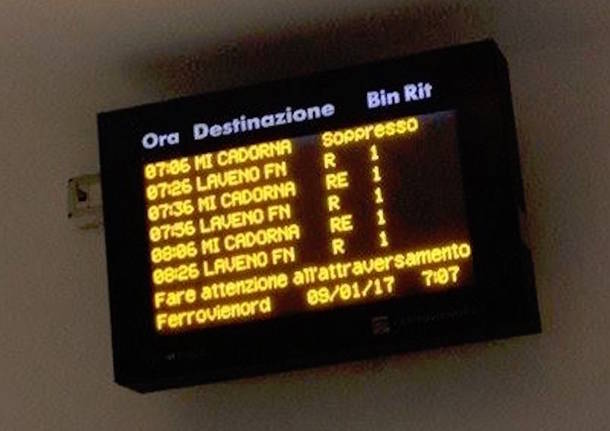 Ora Destinazione Bin Rit
07:06 MI CADORNA Soppresso
07:26 LAVENO FN R 1
07:36 MI CADORNA RE 1
07:56 LAVENO FN R 1
08:06 MI CADORNA RE 1
08:26 LAVENO FN R 1
Fare attenzione all'attraversamento
Ferrovienord 09/01/17 7:07